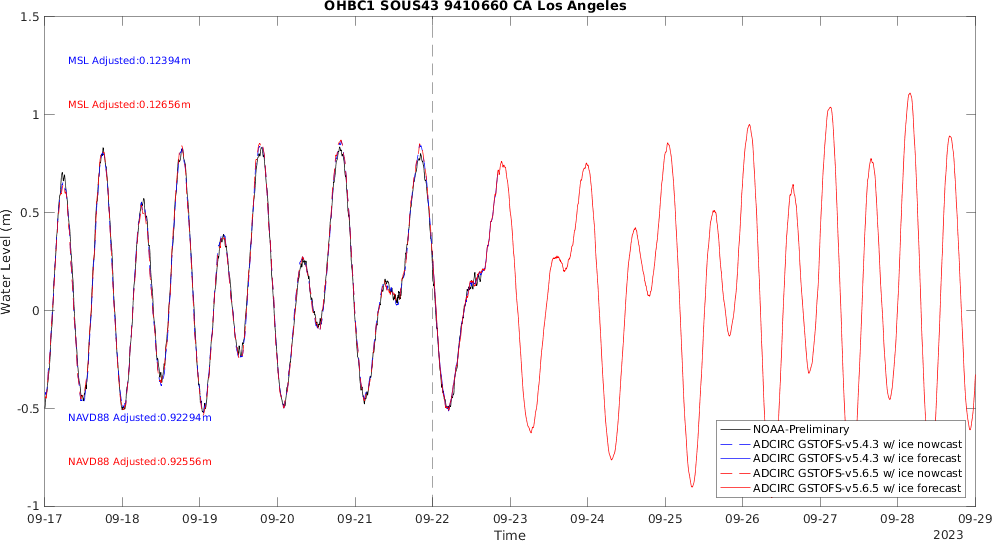 OHBC1 SOUS43 9410660 CA Los Angeles
1.5
MSL Adjusted:0.12394m
MSL Adjusted:0.12656m
1
0.5
Water Level (m)
0
-0.5
NAVD88 Adjusted:0.92294m
NAVD88 Adjusted:0.92556m
NOAA-Preliminary
ADCIRC GSTOFS-v5.4.3 w/ ice nowcast
ADCIRC GSTOFS-v5.4.3 w/ ice forecast
ADCIRC GSTOFS-v5.6.5 w/ ice nowcast
ADCIRC GSTOFS-v5.6.5 w/ ice forecast
-1
09-17 09-18 09-19 09-20 09-21 09-22 09-23 09-24 09-25 09-26 09-27 09-28 09-29
Time
2023